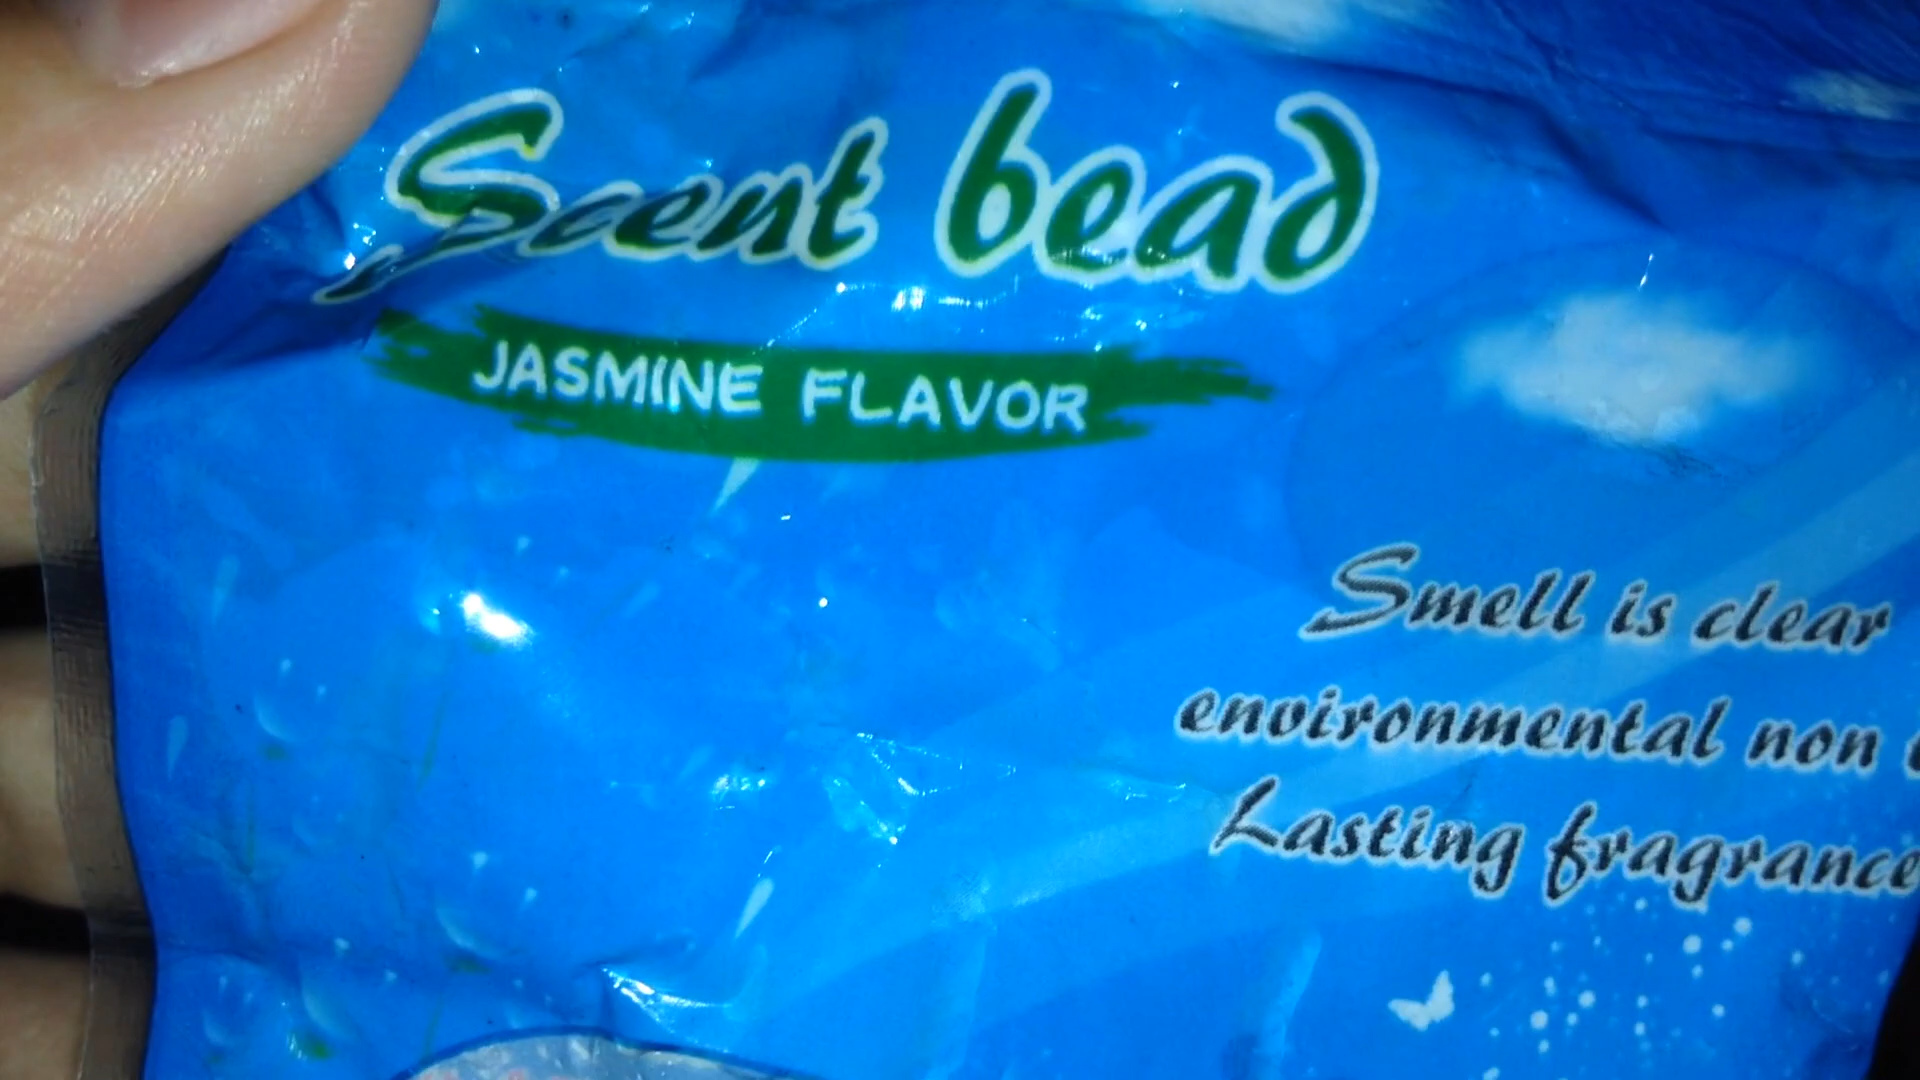 Scent bead
JASMINE FLAVOR
Smell is clear
environmental non
Lasting fragrance